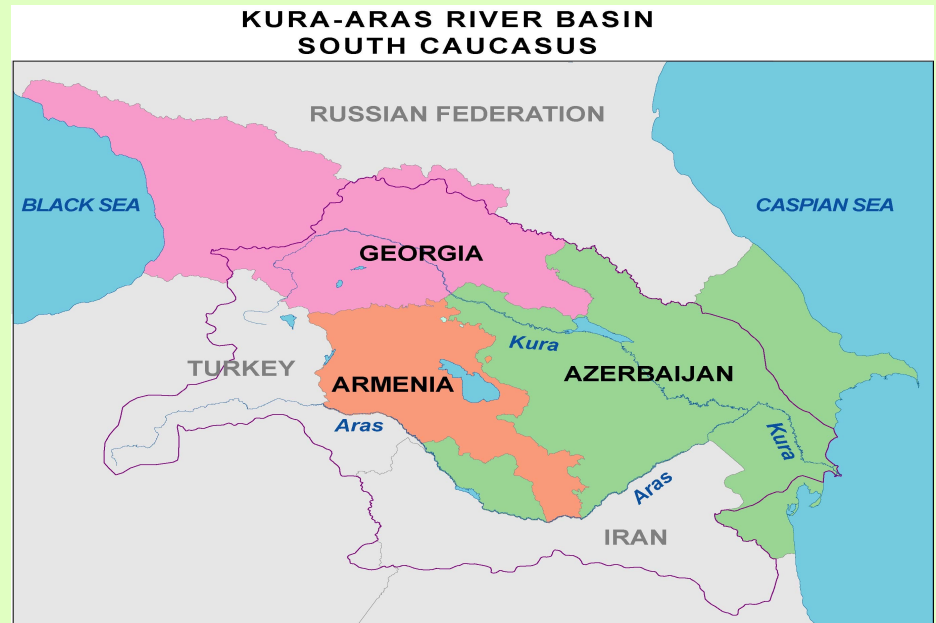 KURA-ARAS RIVER BASIN
SOUTH CAUCASUS
RUSSIAN FEDERATION
BLACK SEA
CASPIAN SEA
GEORGIA
Kura
TURKEY
ARMENIA
AZERBAIJAN
Aras
Kura
Aras
IRAN